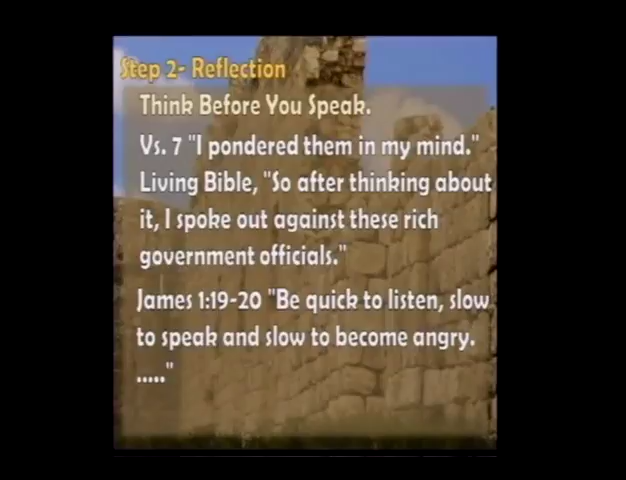 Step 2- Reflection
Think Before You Speak.
Vs. 7 "I pondered them in my mind."
Living Bible, "So after thinking about
it, I spoke out against these rich
government officials."
James 1:19-20 "Be quick to listen, slow
to speak and slow to become angry.
....."